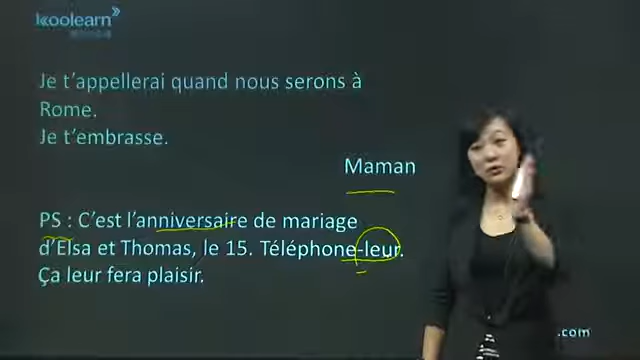 koolearn
Je t'appellerai quand nous serons à
Rome.
Je t'embrasse.
Maman
PS : C'est l'anniversaire de mariage
d'Elsa et Thomas, le 15. Téléphone-leur.
Ça leur fera plaisir.
.com